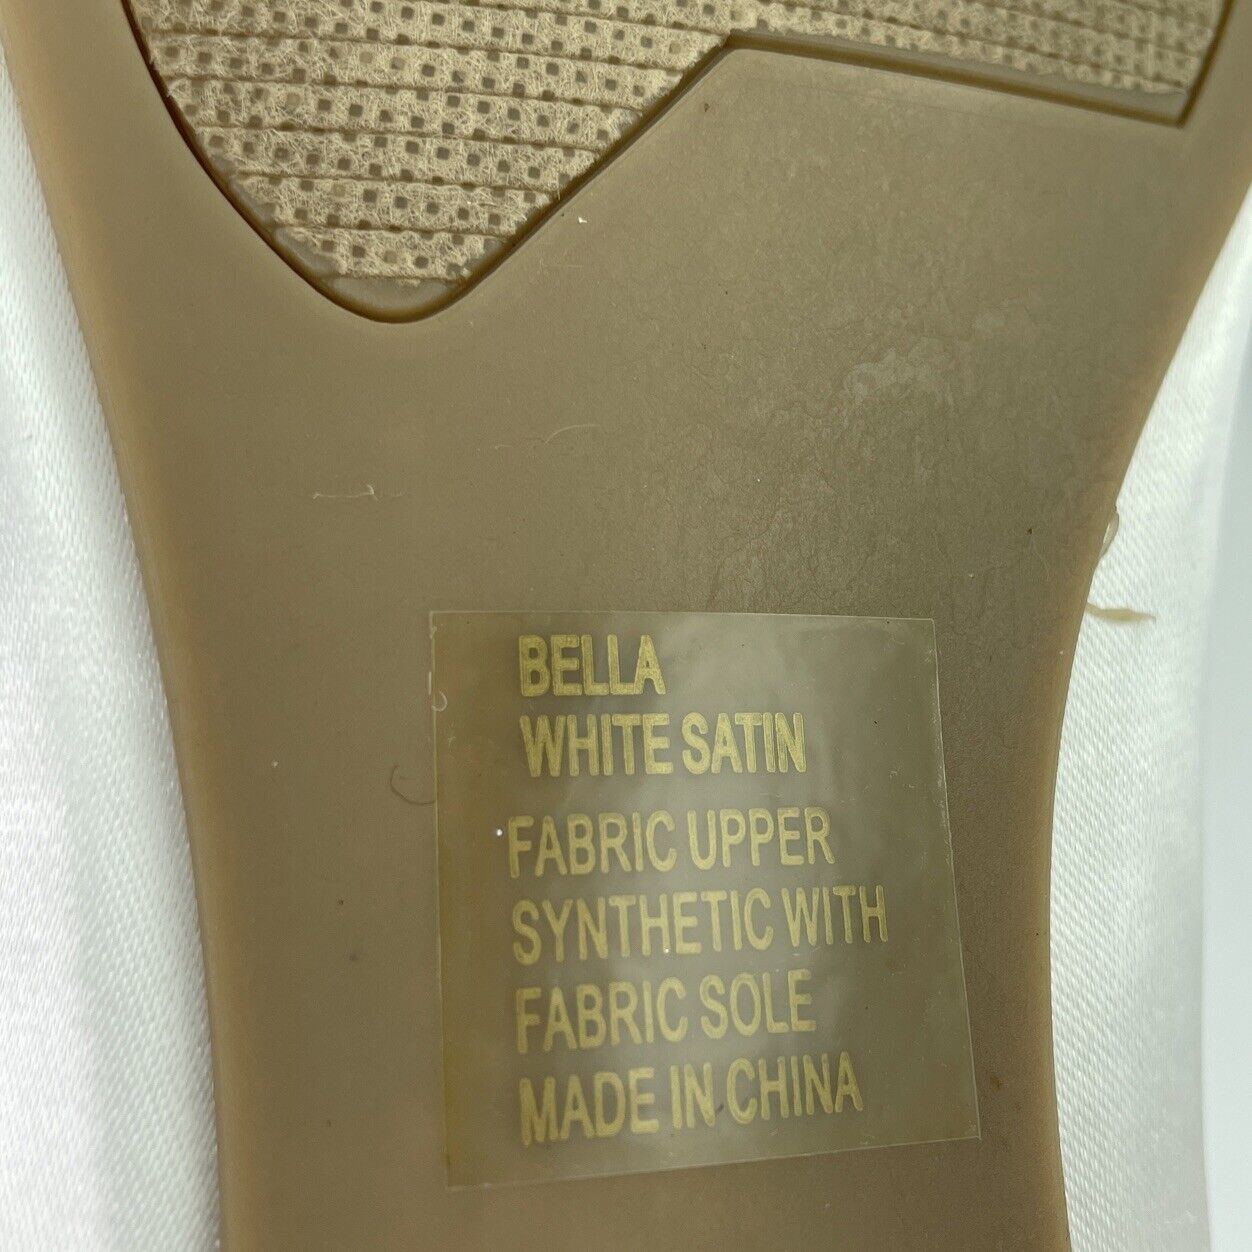 BELLA
WHITE SATIN
FABRIC UPPER
SYNTHETIC WITH
FABRIC SOLE
MADE IN CHINA